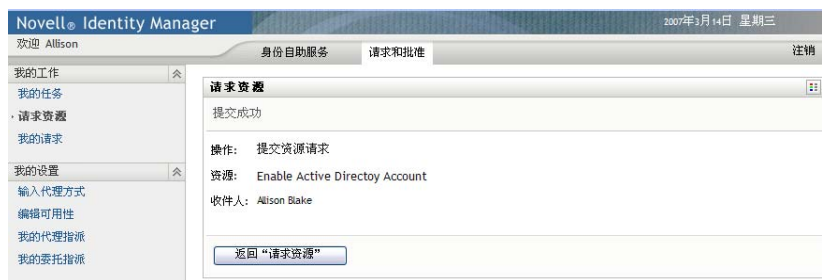 Novell® Identity Manager
2007年3月14日 星期三
欢迎 Allison
身份自助服务
请求和批准
注销
我的工作
我的任务
请求资源
我的请求
我的设置
输入代理方式
编辑可用性
我的代理指派
我的委托指派
请求资源
提交成功
操作: 提交资源请求
资源: Enable Active Directoy Account
收件人: Allison Blake
返回“请求资源”